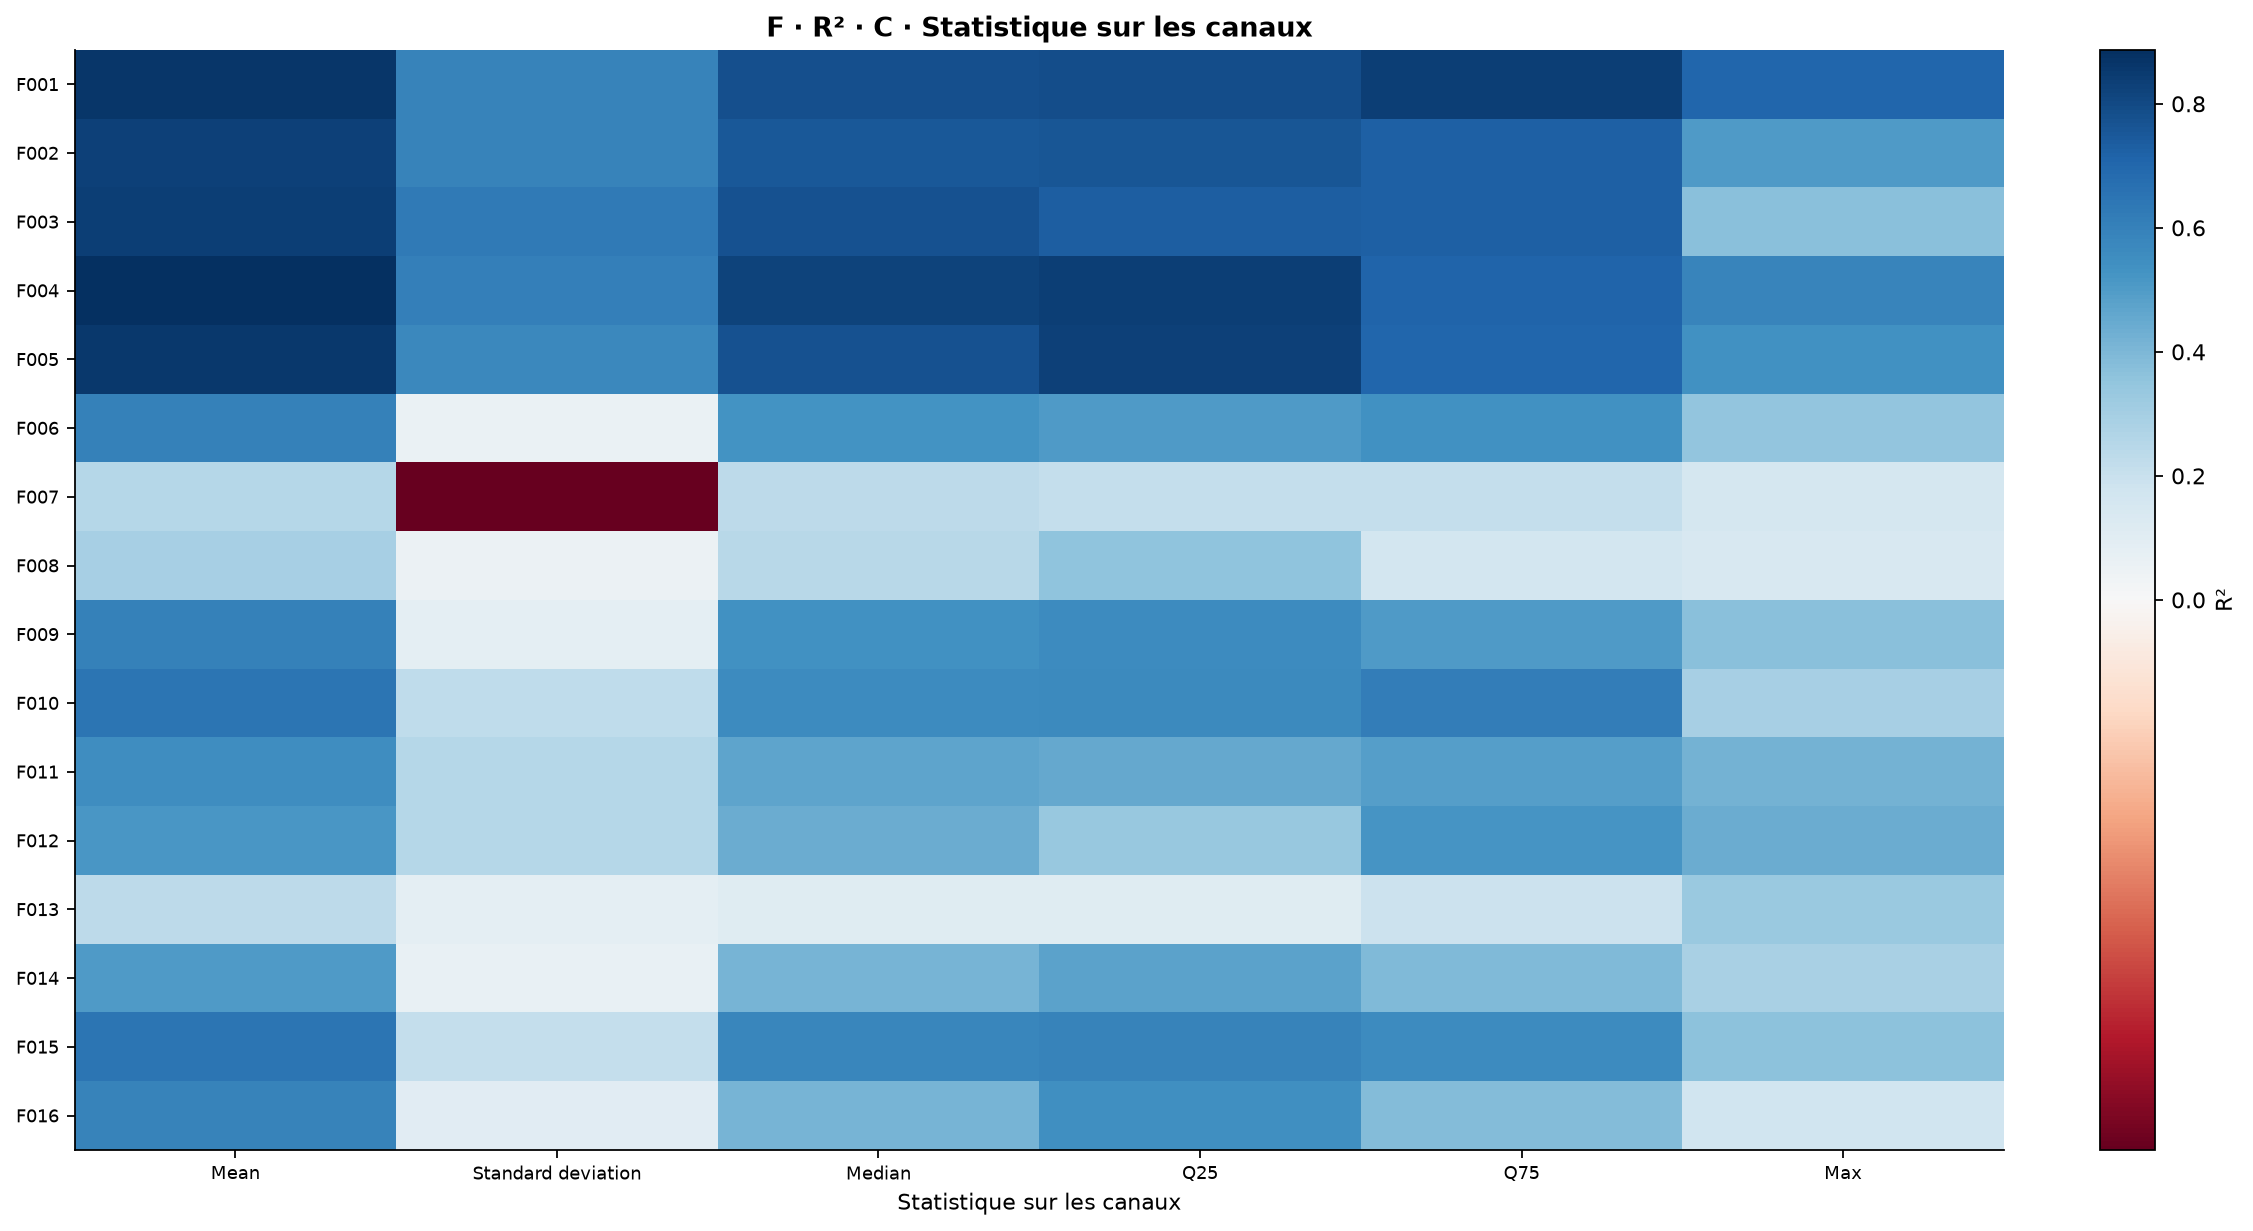 F · R² · C · Statistique sur les canaux
F001
F002
F003
F004
F005
F006
F007
F008
F009
F010
F011
F012
F013
F014
F015
F016
Mean Standard deviation Median Q25 Q75 Max
Statistique sur les canaux
0.8
0.6
0.4
0.2
0.0
R²